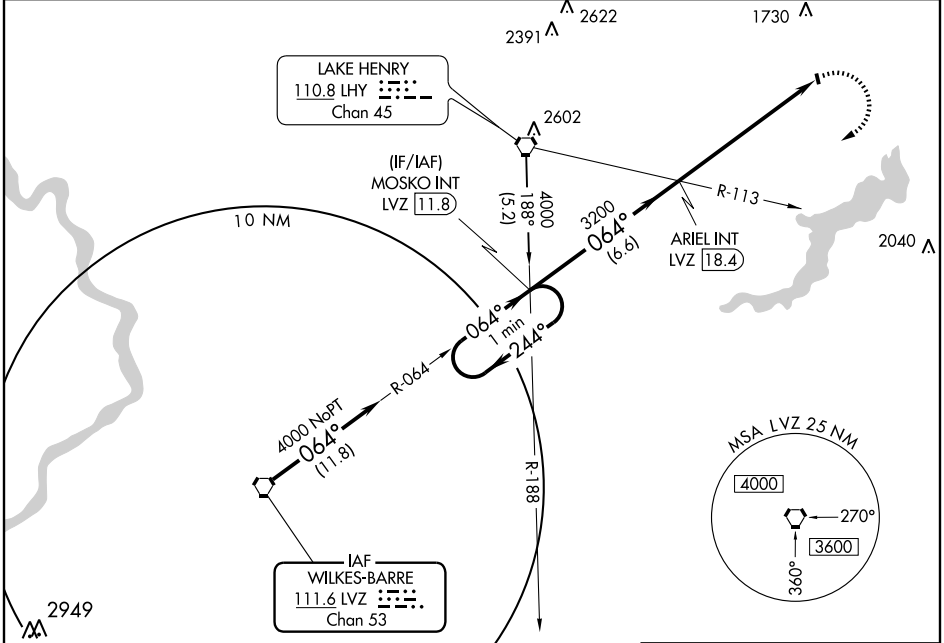 2622
2391
1730
LAKE HENRY
110.8 LHY
Chan 45
2602
(IF/IAF)
MOSKO INT
LVZ 11.8
4000
188°
(5.2)
R-113
3200
064°
(6.6)
ARIEL INT
LVZ 18.4
2040
10 NM
064°
1 min
244°
R-064
4000 NoPT
064°
(11.8)
R-188
MSA LVZ 25 NM
4000
270°
3600
360°
IAF
WILKES-BARRE
111.6 LVZ
Chan 53
2949